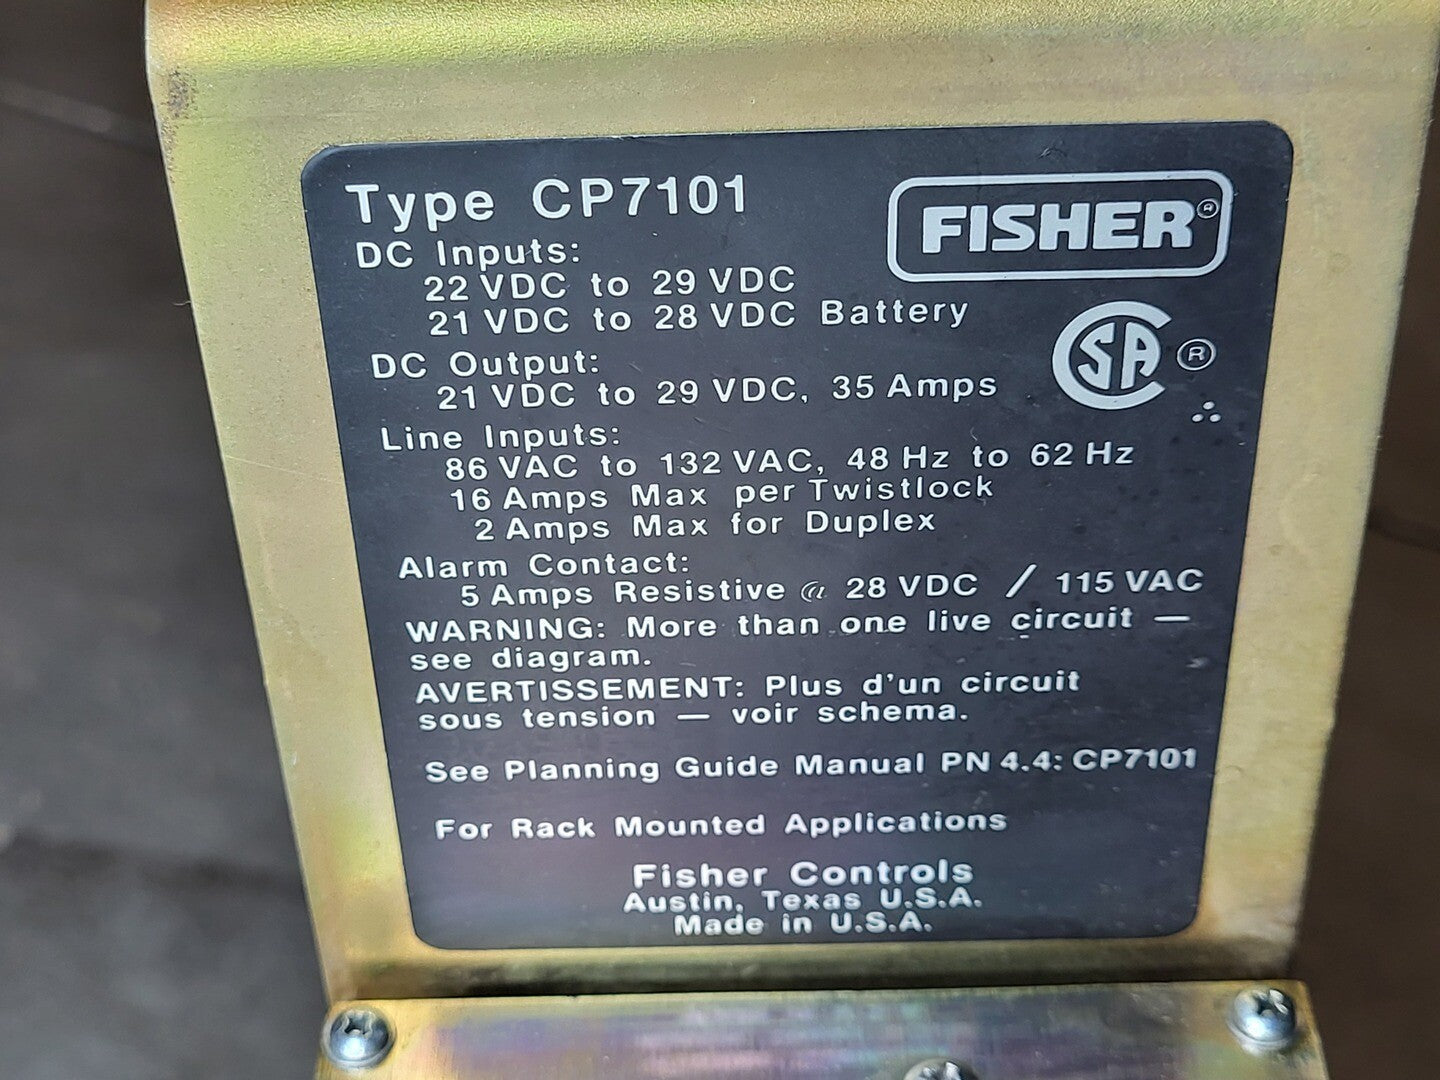 Type CP7101
FISHER®
DC Inputs:
22 VDC to 29 VDC
21 VDC to 28 VDC Battery
DC Output:
21 VDC to 29 VDC, 35 Amps
CSA ®
Line Inputs:
86 VAC to 132 VAC, 48 Hz to 62 Hz
16 Amps Max per Twistlock
2 Amps Max for Duplex
Alarm Contact:
5 Amps Resistive @ 28 VDC / 115 VAC
WARNING: More than one live circuit —
see diagram.
AVERTISSEMENT: Plus d'un circuit
sous tension — voir schema.
See Planning Guide Manual PN 4.4: CP7101
For Rack Mounted Applications
Fisher Controls
Austin, Texas U.S.A.
Made in U.S.A.